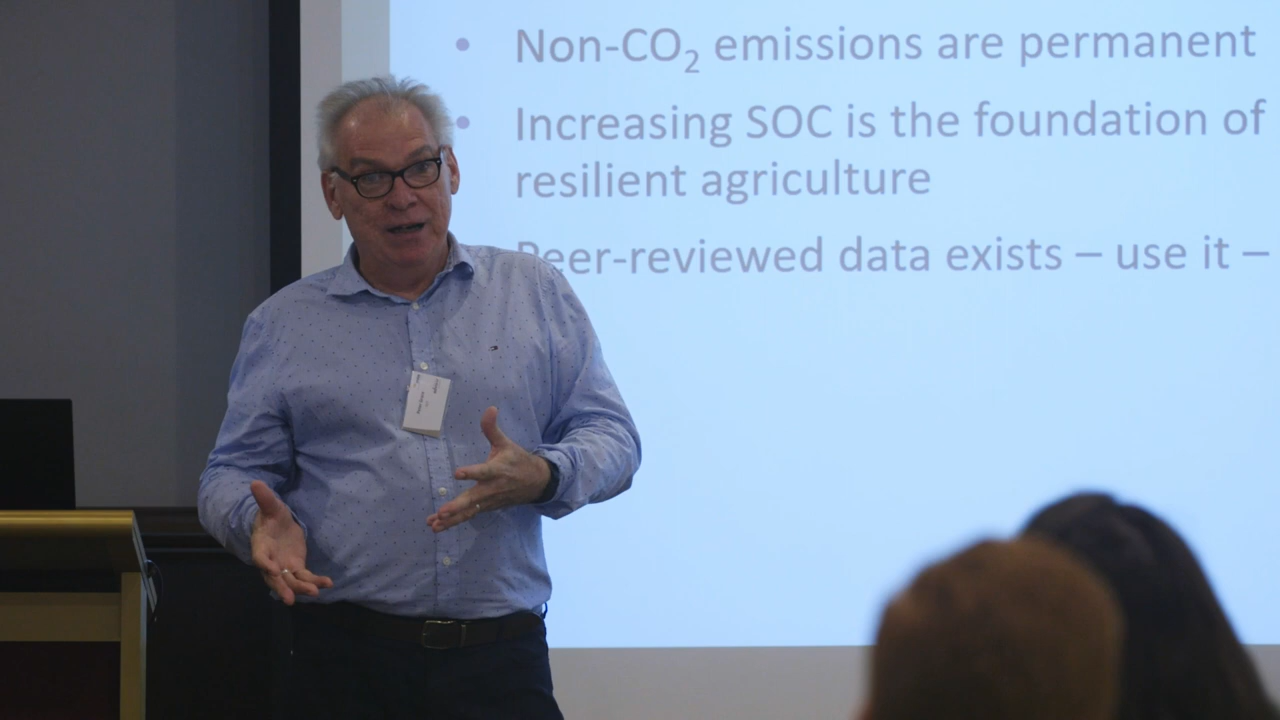 • Non-CO₂ emissions are permanent
• Increasing SOC is the foundation of
resilient agriculture
Peer-reviewed data exists – use it –